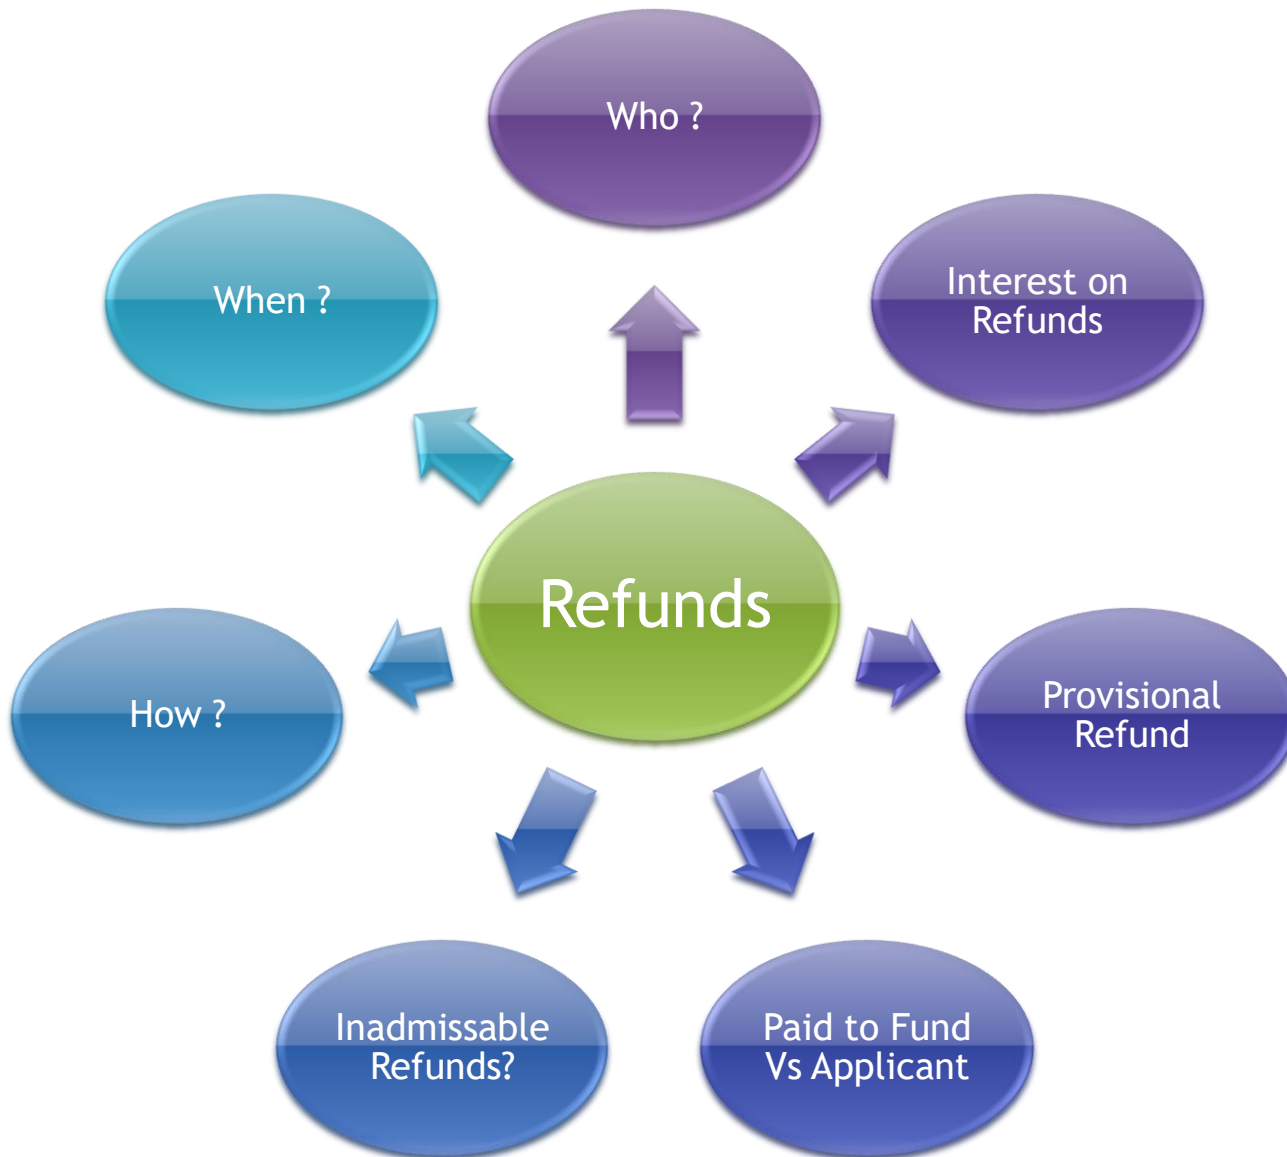 Who ?
When ?
Interest on
Refunds
Refunds
How ?
Provisional
Refund
Inadmissable
Refunds?
Paid to Fund
Vs Applicant